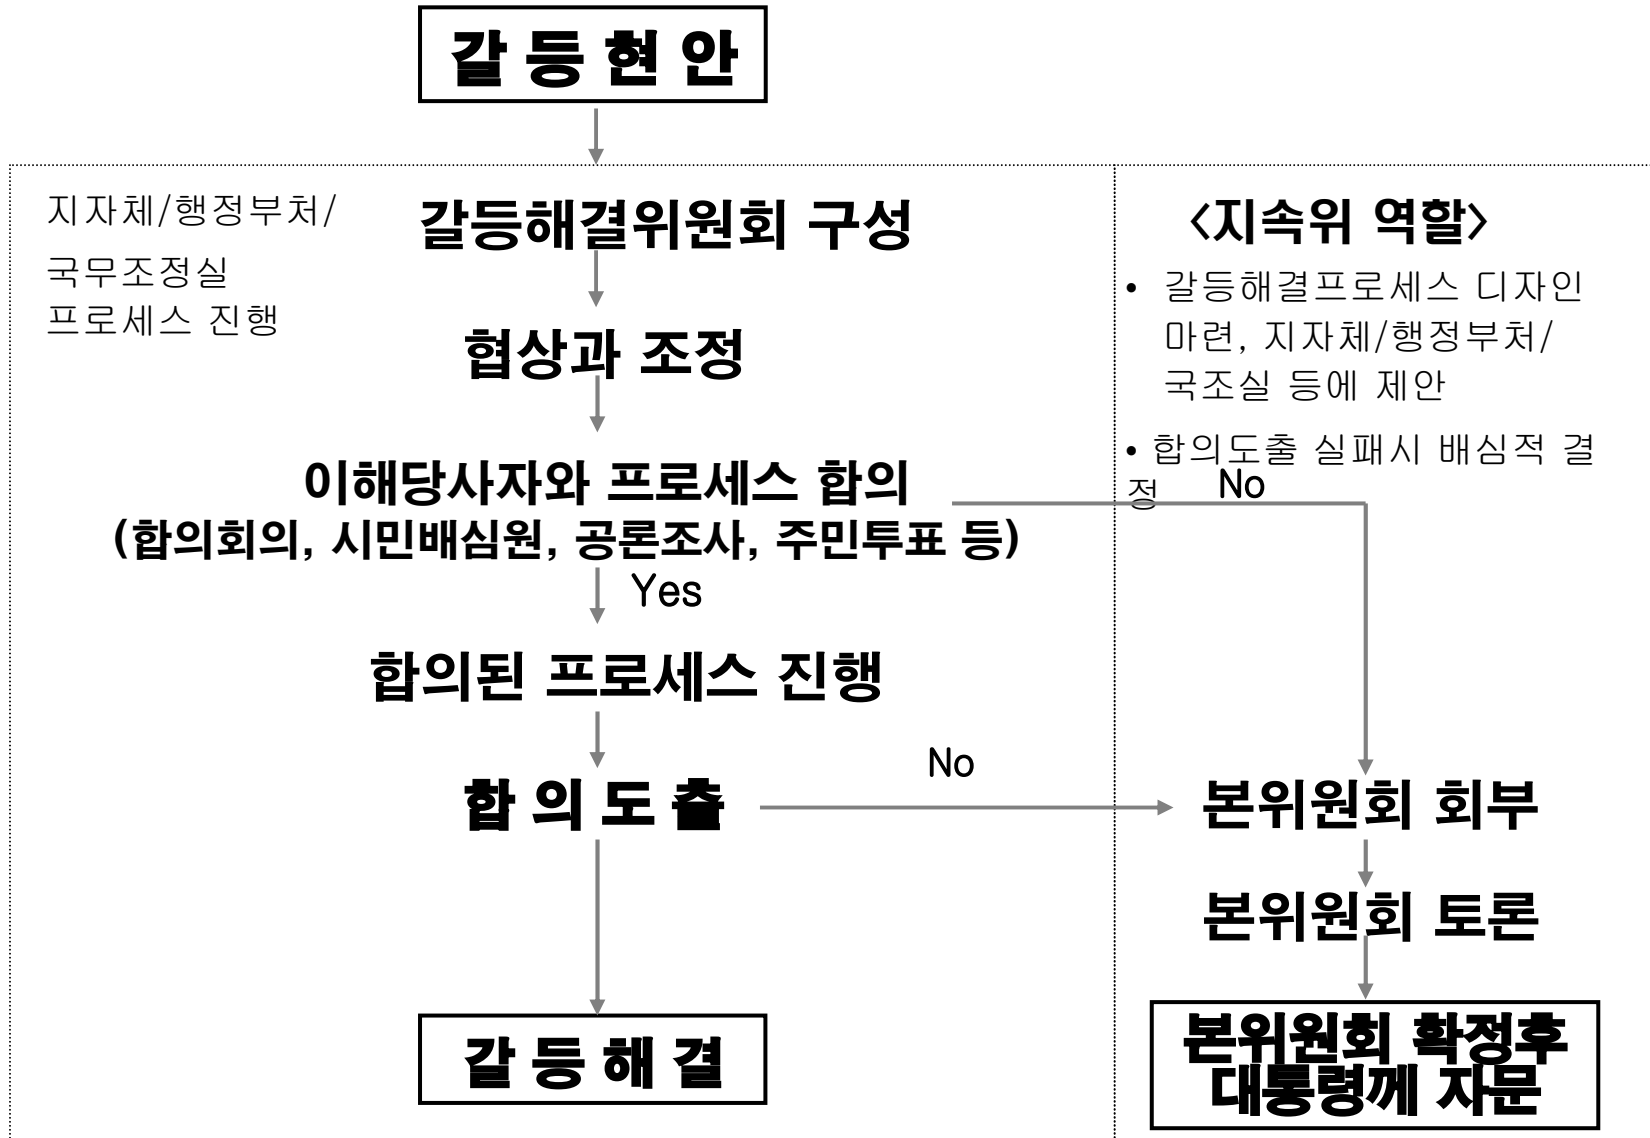 갈 등 현 안
지자체/행정부처/
국무조정실
프로세스 진행
갈등해결위원회 구성
협상과 조정
이해당사자와 프로세스 합의
(합의회의, 시민배심원, 공론조사, 주민투표 등)
Yes
합의된 프로세스 진행
합 의 도 출
No
갈 등 해 결
<지속위 역할>
• 갈등해결프로세스 디자인
마련, 지자체/행정부처/
국조실 등에 제안
• 합의도출 실패시 배심적 결
정
No
본위원회 회부
본위원회 토론
본위원회 확정후
대통령께 자문